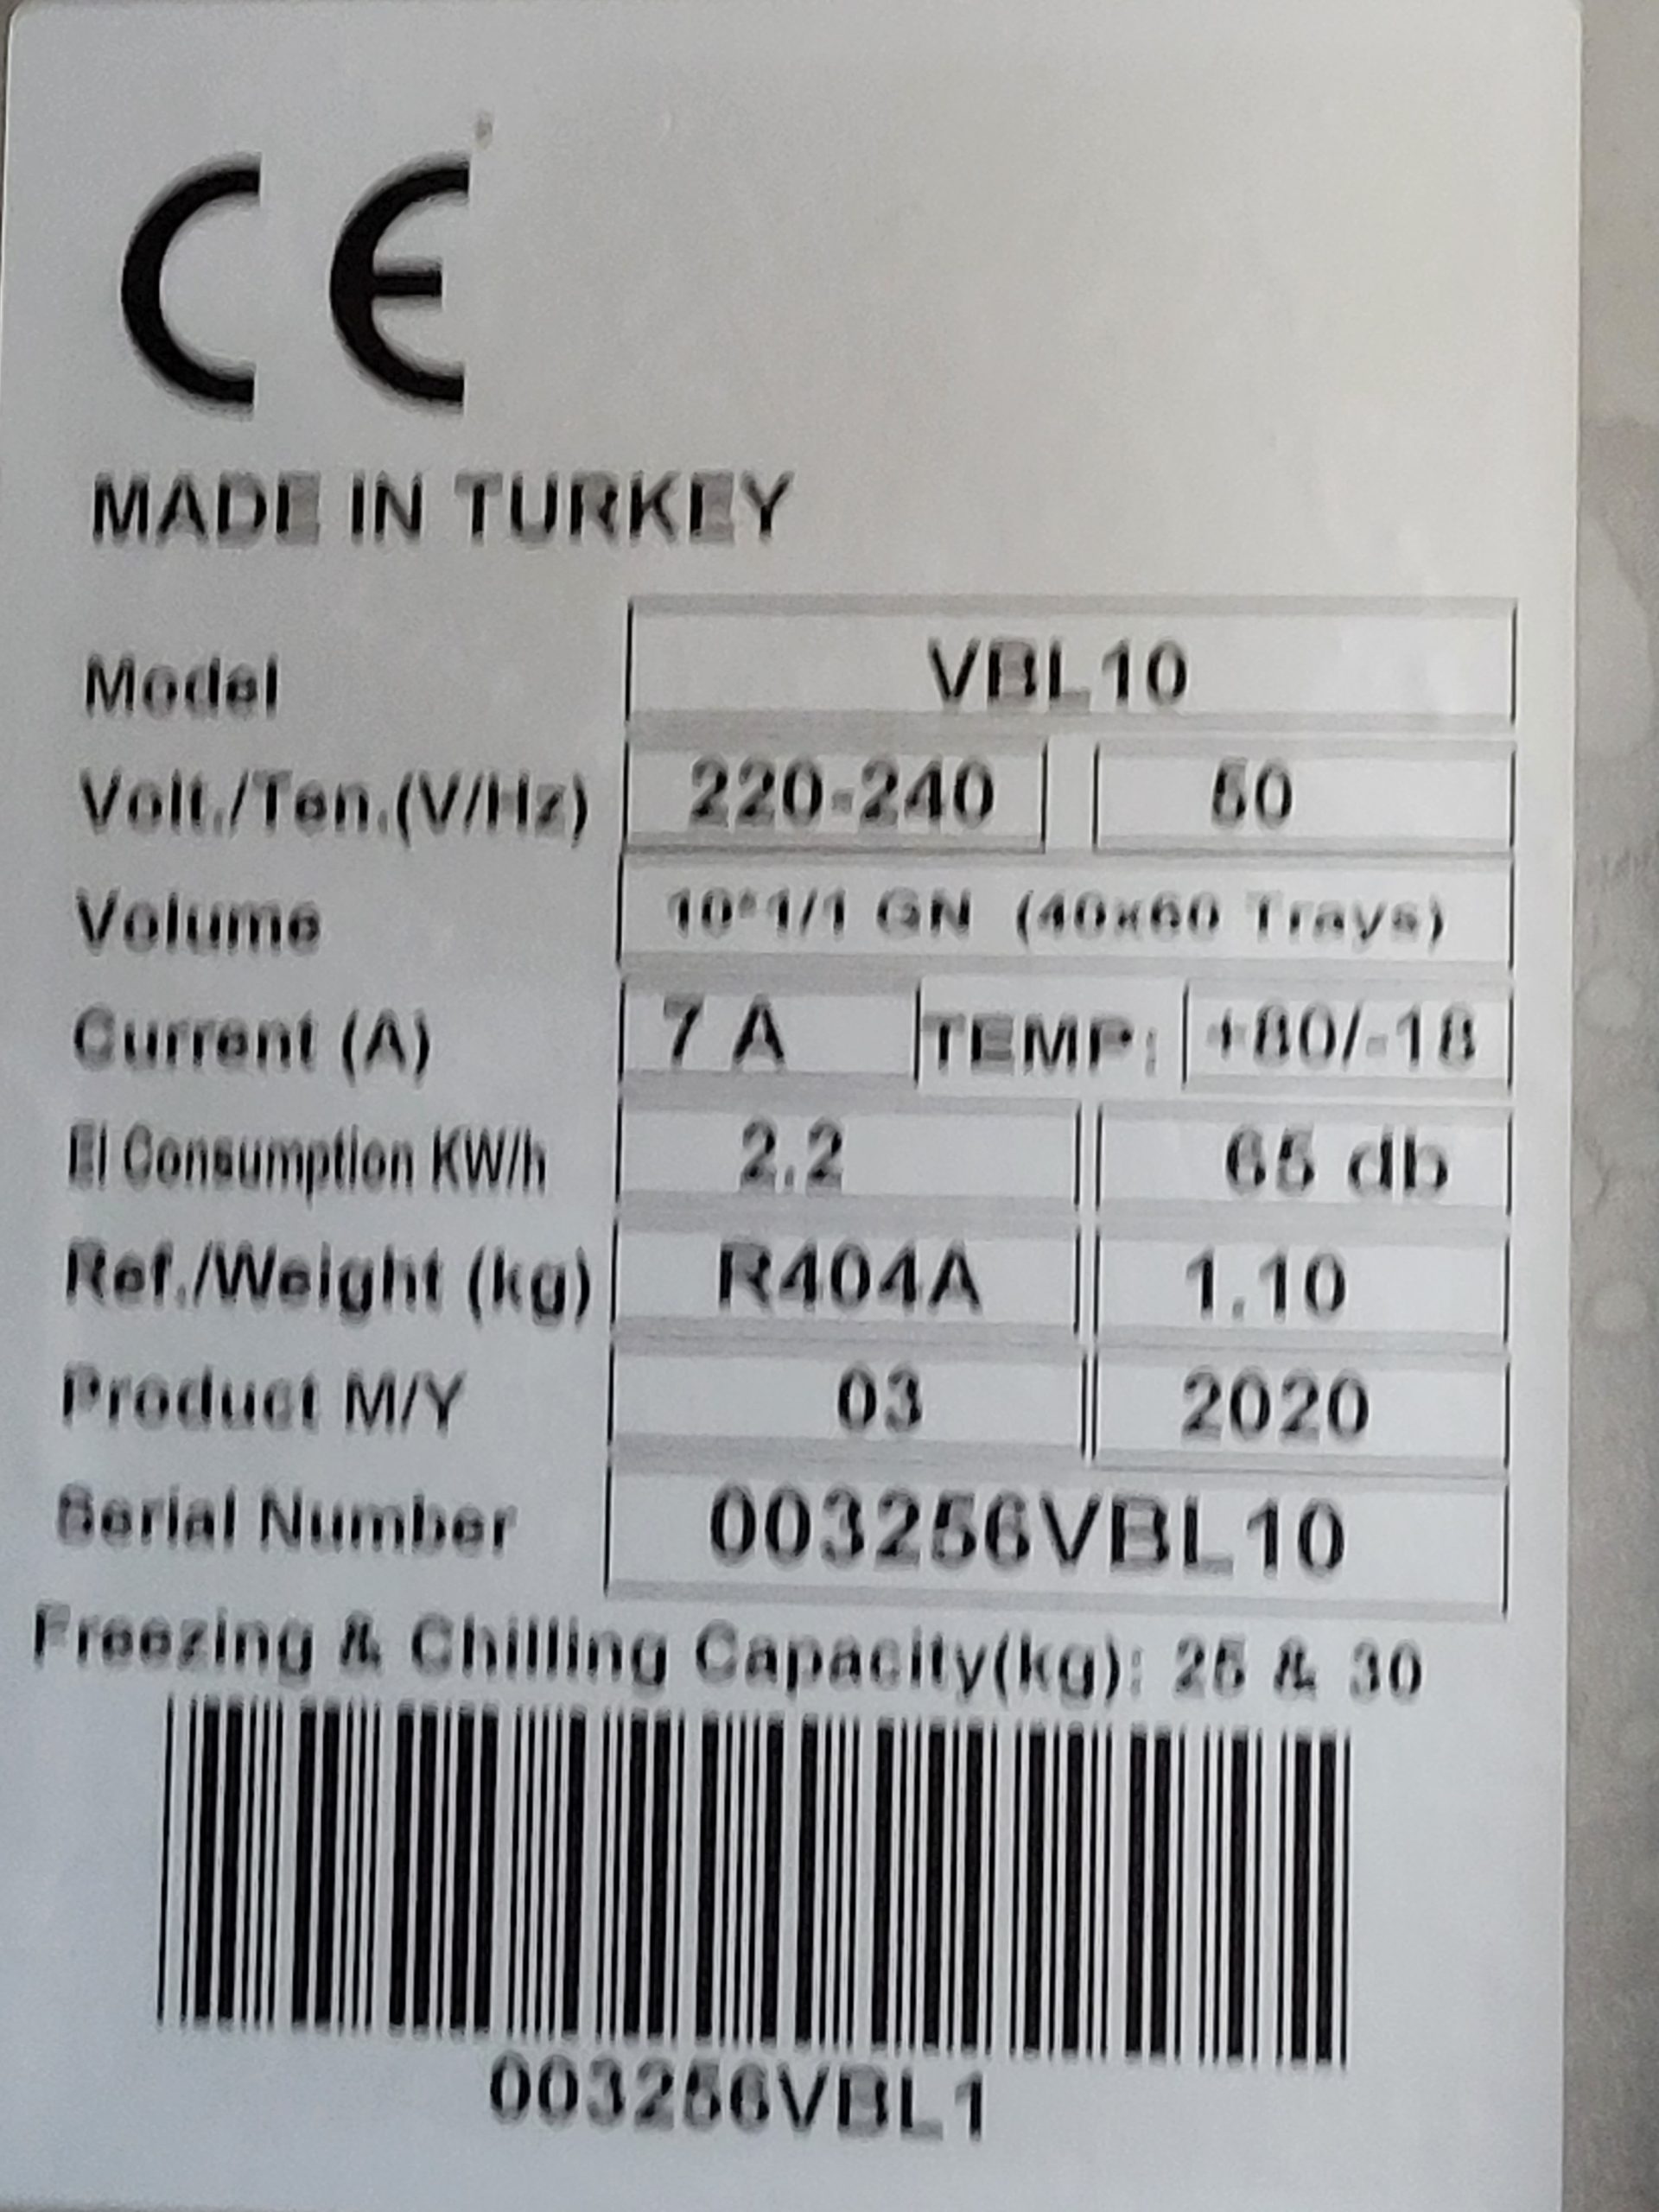 CE
MADE IN TURKEY
Model VBL10
Volt./Ten.(V/Hz) 220-240 50
Volume 10*1/1 GN (40x60 Trays)
Current (A) 7 A TEMP: +80/-18
El Consumption KW/h 2.2 65 db
Ref./Weight (kg) R404A 1.10
Product M/Y 03 2020
Serial Number 003256VBL10
Freezing & Chilling Capacity(kg): 25 & 30
003256VBL1